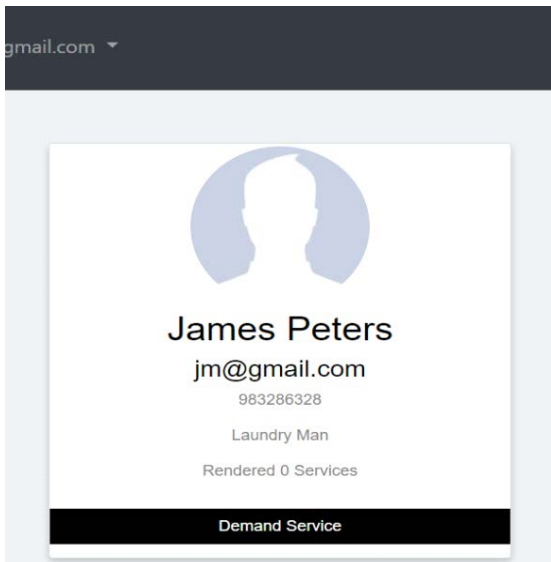 gmail.com
James Peters
jm@gmail.com
983286328
Laundry Man
Rendered 0 Services
Demand Service